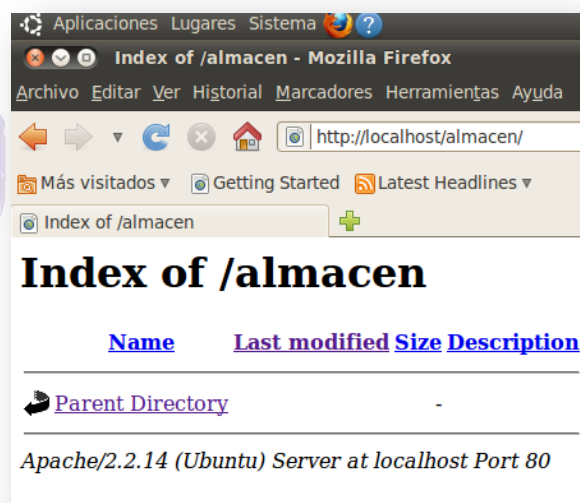 Aplicaciones Lugares Sistema
Index of /almacen - Mozilla Firefox
Archivo Editar Ver Historial Marcadores Herramientas Ayuda
http://localhost/almacen/
Más visitados Getting Started Latest Headlines
Index of /almacen
Index of /almacen
Name Last modified Size Description
Parent Directory -
Apache/2.2.14 (Ubuntu) Server at localhost Port 80